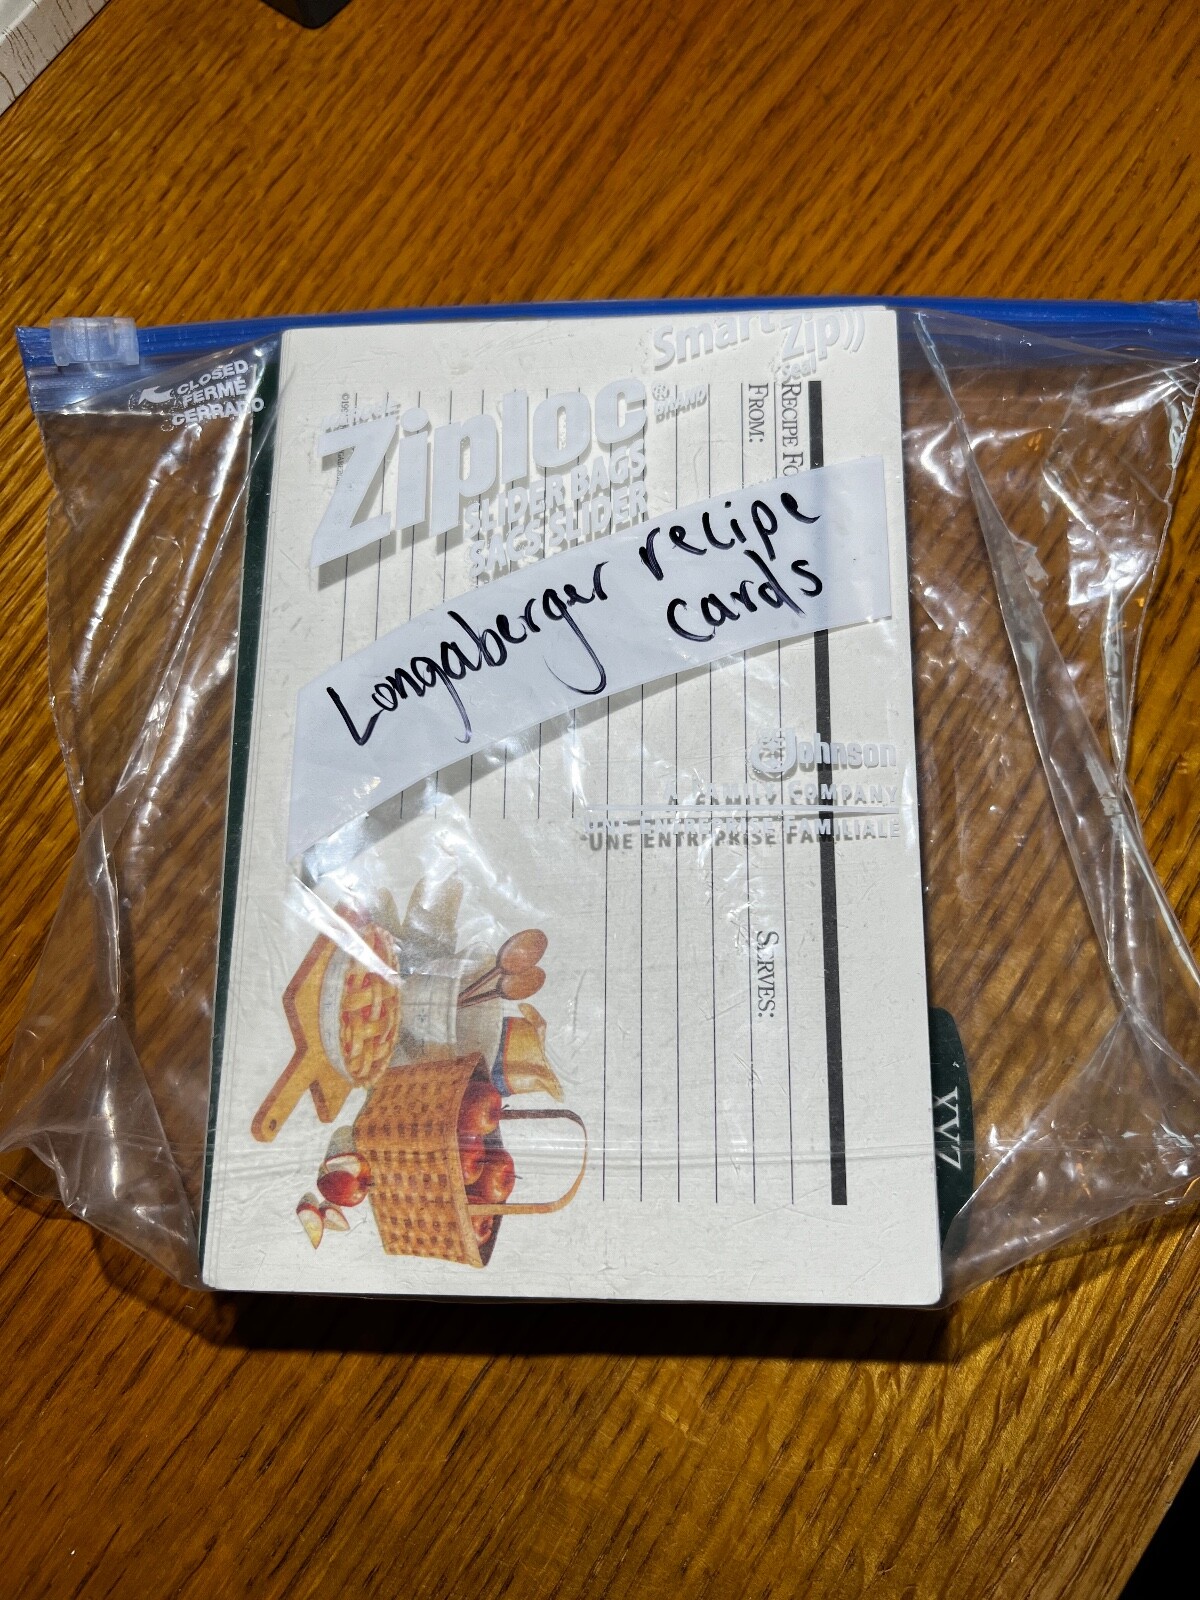 Smart Zip
Seal
Ziploc®
BRAND
SLIDER BAGS
SACS SLIDER
CLOSED
FERMÉ
CERRADO
Longaberger recipe
cards
Johnson
A FAMILY COMPANY
UNE ENTREPRISE FAMILIALE
RECIPE
FROM:
SERVES: